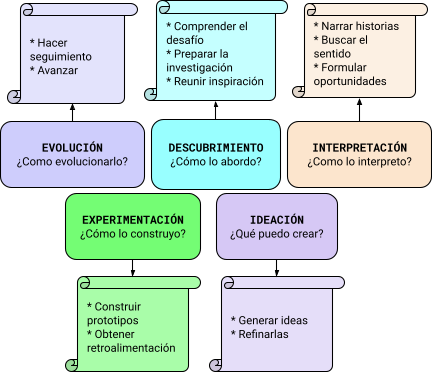 * Hacer
seguimiento
* Avanzar
* Comprender el
desafío
* Preparar la
investigación
* Reunir inspiración
* Narrar historias
* Buscar el
sentido
* Formular
oportunidades
EVOLUCIÓN
¿Como evolucionarlo?
DESCUBRIMIENTO
¿Cómo lo abordo?
INTERPRETACIÓN
¿Como lo interpreto?
EXPERIMENTACIÓN
¿Cómo lo construyo?
IDEACIÓN
¿Qué puedo crear?
* Construir
prototipos
* Obtener
retroalimentación
* Generar ideas
* Refinarlas